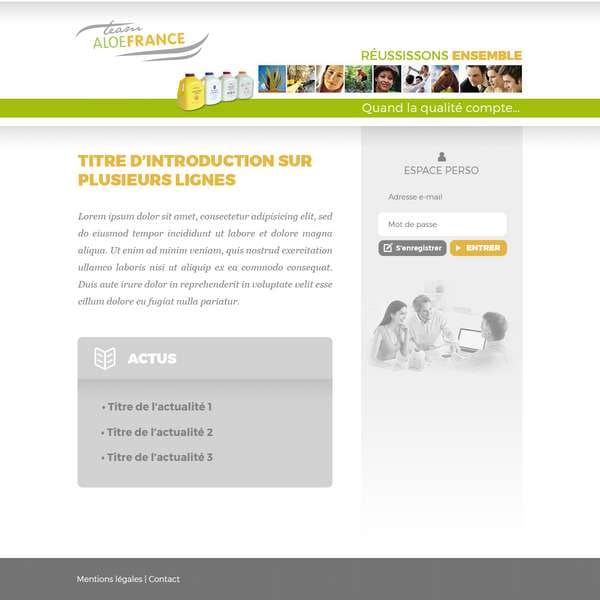 team
ALOEFRANCE
RÉUSSISSONS ENSEMBLE
Quand la qualité compte...
TITRE D'INTRODUCTION SUR
PLUSIEURS LIGNES
Lorem ipsum dolor sit amet, consectetur adipisicing elit, sed
do eiusmod tempor incididunt ut labore et dolore magna
aliqua. Ut enim ad minim veniam, quis nostrud exercitation
ullamco laboris nisi ut aliquip ex ea commodo consequat.
Duis aute irure dolor in reprehenderit in voluptate velit esse
cillum dolore eu fugiat nulla pariatur.
ACTUS
• Titre de l'actualité 1
• Titre de l'actualité 2
• Titre de l'actualité 3
ESPACE PERSO
Adresse e-mail
Mot de passe
S'enregistrer
ENTRER
Mentions légales | Contact